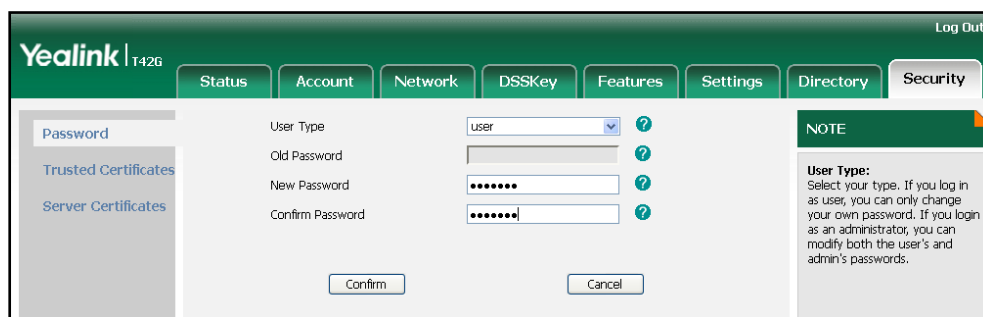 Log Out
Yealink T42G
Status Account Network DSSKey Features Settings Directory Security
Password
Trusted Certificates
Server Certificates
User Type user
Old Password
New Password •••••••
Confirm Password •••••••
Confirm Cancel
NOTE
User Type:
Select your type. If you log in
as user, you can only change
your own password. If you login
as an administrator, you can
modify both the user's and
admin's passwords.